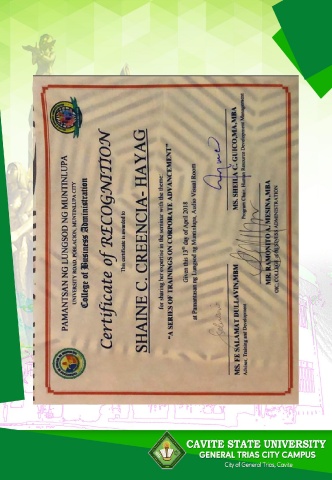 PAMANTASAN NG LUNGSOD NG MUNTINLUPA
UNIVERSITY ROAD, POBLACION, MUNTINLUPA CITY
College of Business Administration
Certificate of RECOGNITION
This certificate is awarded to
SHAINE C. CREENCIA- HAYAG
for sharing her expertise in the seminar with the theme:
"A SERIES OF TRAININGS ON CORPORATE ADVANCEMENT"
Given this 13th day of April 2018
at Pamantasan ng Lungsod ng Muntinlupa, Audio Visual Room
MS. FE SALAMAT DULLAVIN, MBM
Adviser, Training and Development
MS. SHEILA C. GUICO, MA, MBA
Program Chair, Human Resource Development Management
MR. RAMONITO L. MESINA, MBA
OIC, COLLEGE of BUSINESS ADMINISTRATION
CAVITE STATE UNIVERSITY
GENERAL TRIAS CITY CAMPUS
City of General Trias, Cavite